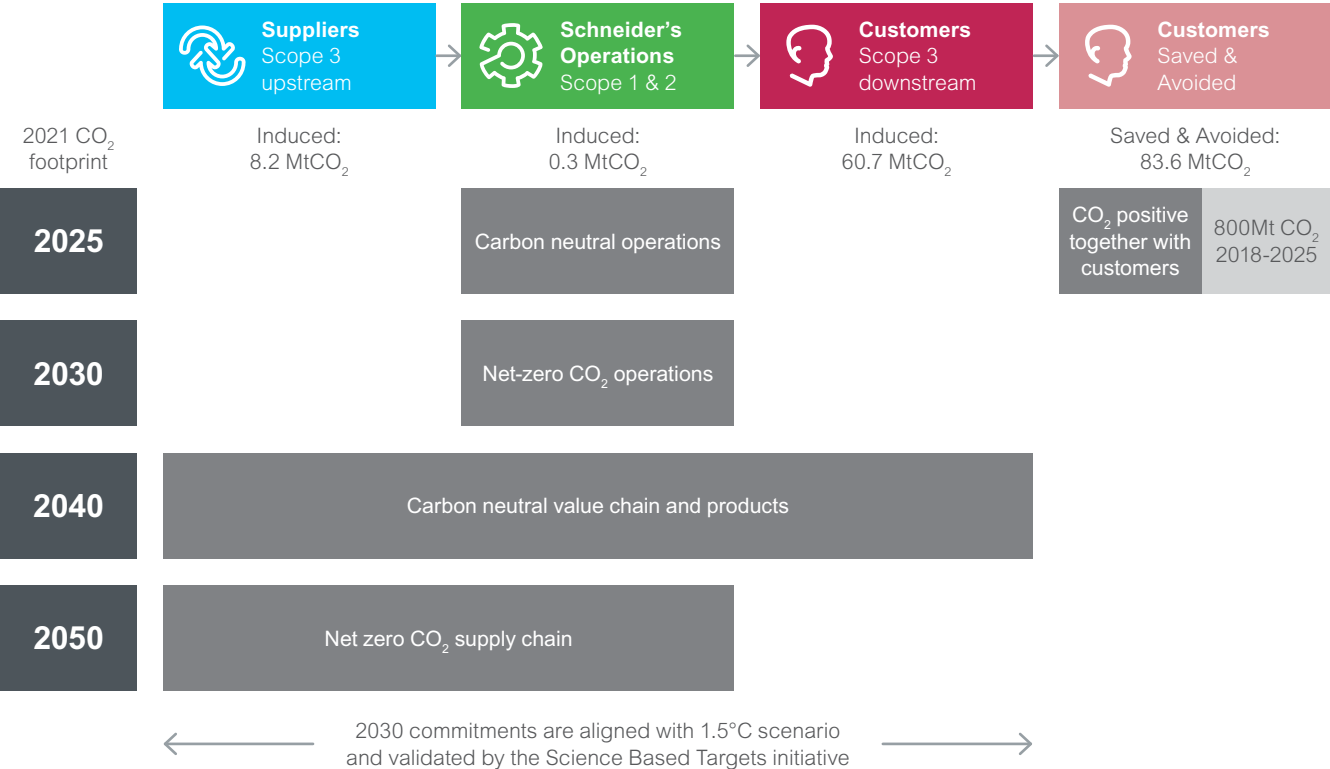 Suppliers
Scope 3
upstream
Schneider's
Operations
Scope 1 & 2
Customers
Scope 3
downstream
Customers
Saved &
Avoided
2021 CO₂
footprint
Induced:
8.2 MtCO₂
Induced:
0.3 MtCO₂
Induced:
60.7 MtCO₂
Saved & Avoided:
83.6 MtCO₂
2025
Carbon neutral operations
CO₂ positive
together with
customers
800Mt CO₂
2018-2025
2030
Net-zero CO₂ operations
2040
Carbon neutral value chain and products
2050
Net zero CO₂ supply chain
2030 commitments are aligned with 1.5°C scenario
and validated by the Science Based Targets initiative